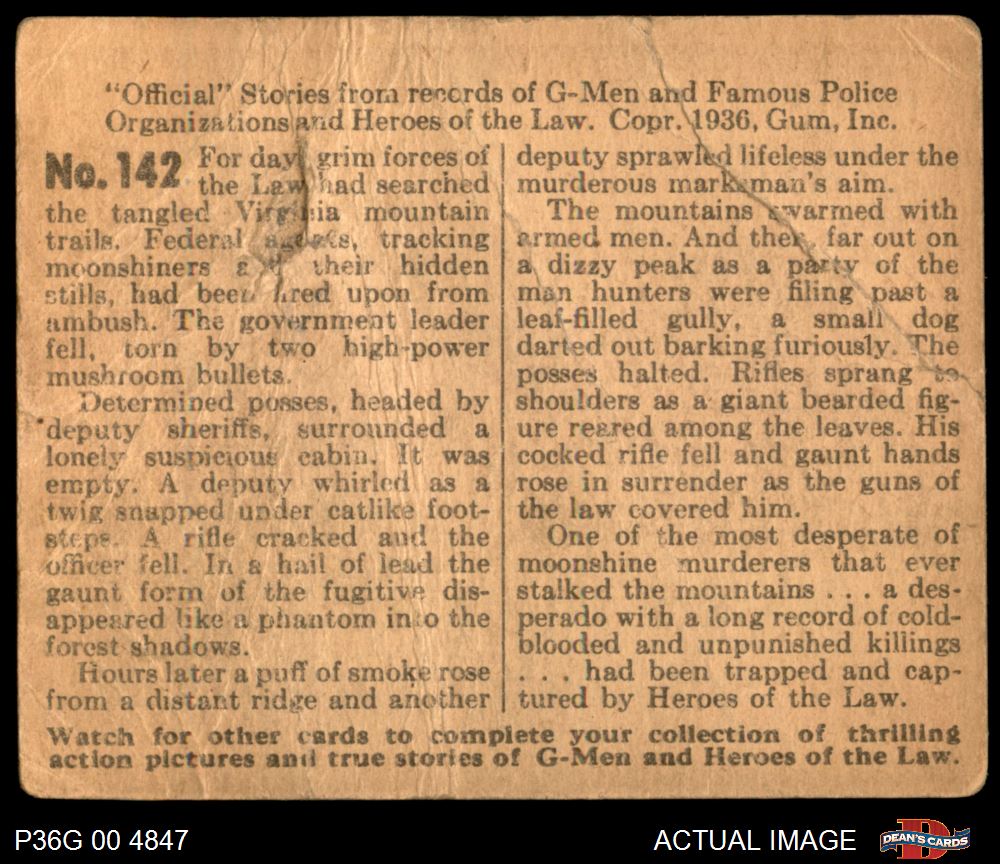 "Official" Stories from records of G-Men and Famous Police
Organizations and Heroes of the Law. Copr. 1936, Gum, Inc.
No. 142 For day grim forces of
the Law had searched
the tangled Virginia mountain
trails. Federal agents, tracking
moonshiners and their hidden
stills, had been fired upon from
ambush. The government leader
fell, torn by two high-power
mushroom bullets.
Determined posses, headed by
deputy sheriffs, surrounded a
lonely suspicious cabin. It was
empty. A deputy whirled as a
twig snapped under catlike foot-
steps. A rifle cracked and the
officer fell. In a hail of lead the
gaunt form of the fugitive dis-
appeared like a phantom into the
forest shadows.
Hours later a puff of smoke rose
from a distant ridge and another
deputy sprawled lifeless under the
murderous marksman's aim.
The mountains swarmed with
armed men. And then, far out on
a dizzy peak as a party of the
man hunters were filing past a
leaf-filled gully, a small dog
darted out barking furiously. The
posses halted. Rifles sprang to
shoulders as a giant bearded fig-
ure reared among the leaves. His
cocked rifle fell and gaunt hands
rose in surrender as the guns of
the law covered him.
One of the most desperate of
moonshine murderers that ever
stalked the mountains . . . a des-
perado with a long record of cold-
blooded and unpunished killings
. . . had been trapped and cap-
tured by Heroes of the Law.
Watch for other cards to complete your collection of thrilling
action pictures and true stories of G-Men and Heroes of the Law.
P36G 00 4847
ACTUAL IMAGE
D
DEAN'S CARDS